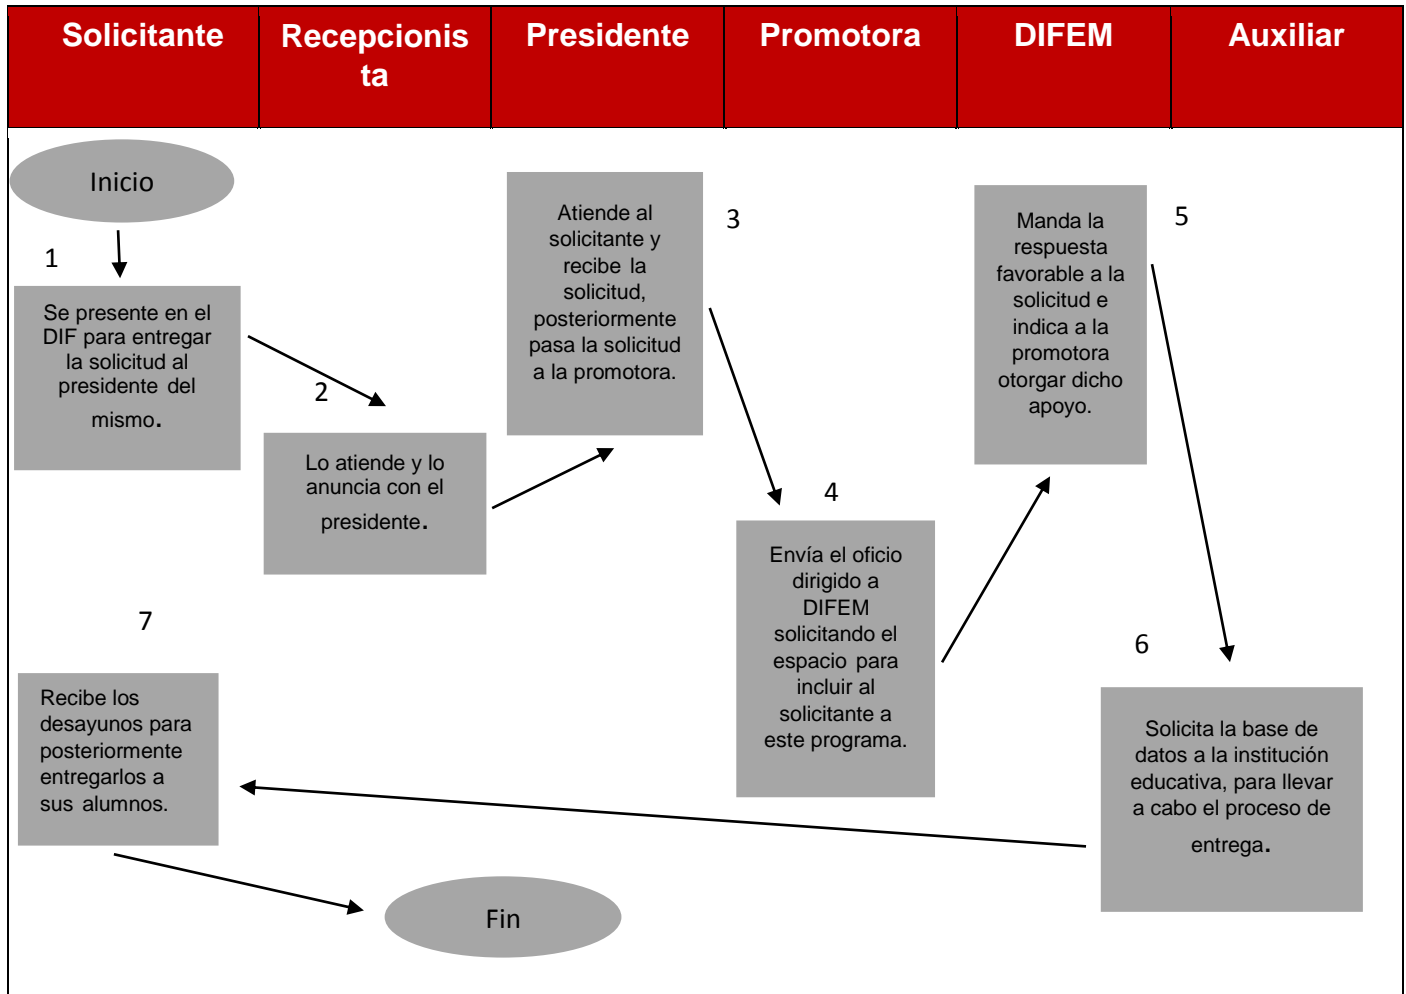 Solicitante
Recepcionis
ta
Presidente
Promotora
DIFEM
Auxiliar
Inicio
1
Se presente en el
DIF para entregar
la solicitud al
presidente del
mismo.
2
Lo atiende y lo
anuncia con el
presidente.
3
Atiende al
solicitante y
recibe la
solicitud,
posteriormente
pasa la solicitud
a la promotora.
4
Envía el oficio
dirigido a
DIFEM
solicitando el
espacio para
incluir al
solicitante a
este programa.
5
Manda la
respuesta
favorable a la
solicitud e
indica a la
promotora
otorgar dicho
apoyo.
6
Solicita la base de
datos a la institución
educativa, para llevar
a cabo el proceso de
entrega.
7
Recibe los
desayunos para
posteriormente
entregarlos a
sus alumnos.
Fin